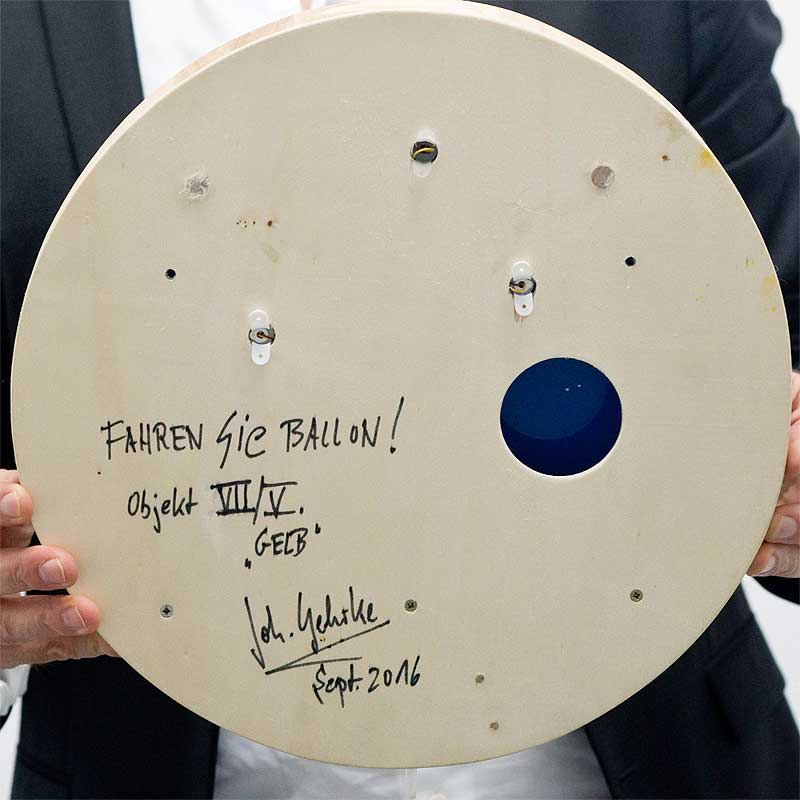 FAHREN SiE BALLON!
Objekt VII/V.
„GELB“
Joh. Gehrke
Sept. 2016